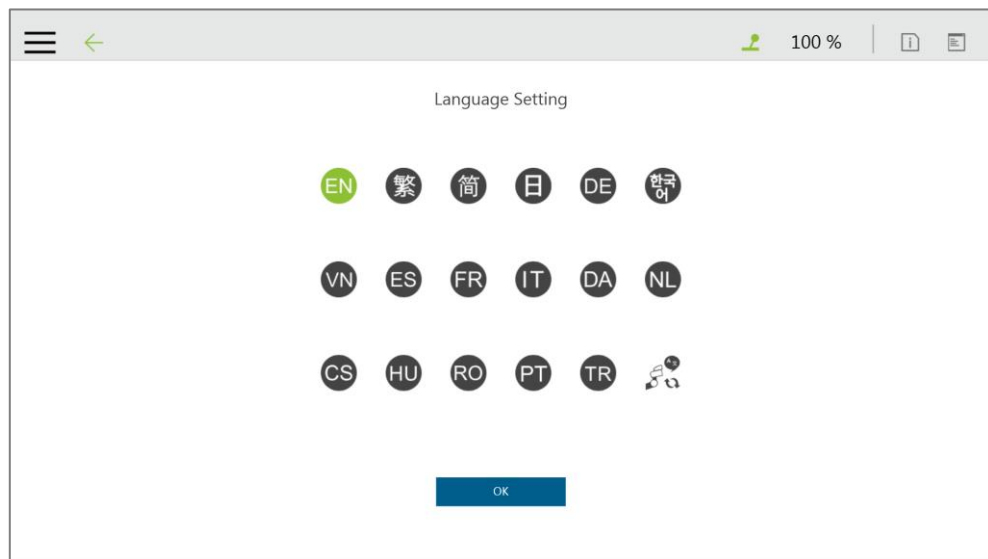 100 %
Language Setting
EN 繁 简 日 DE 한국어
VN ES FR IT DA NL
CS HU RO PT TR
OK